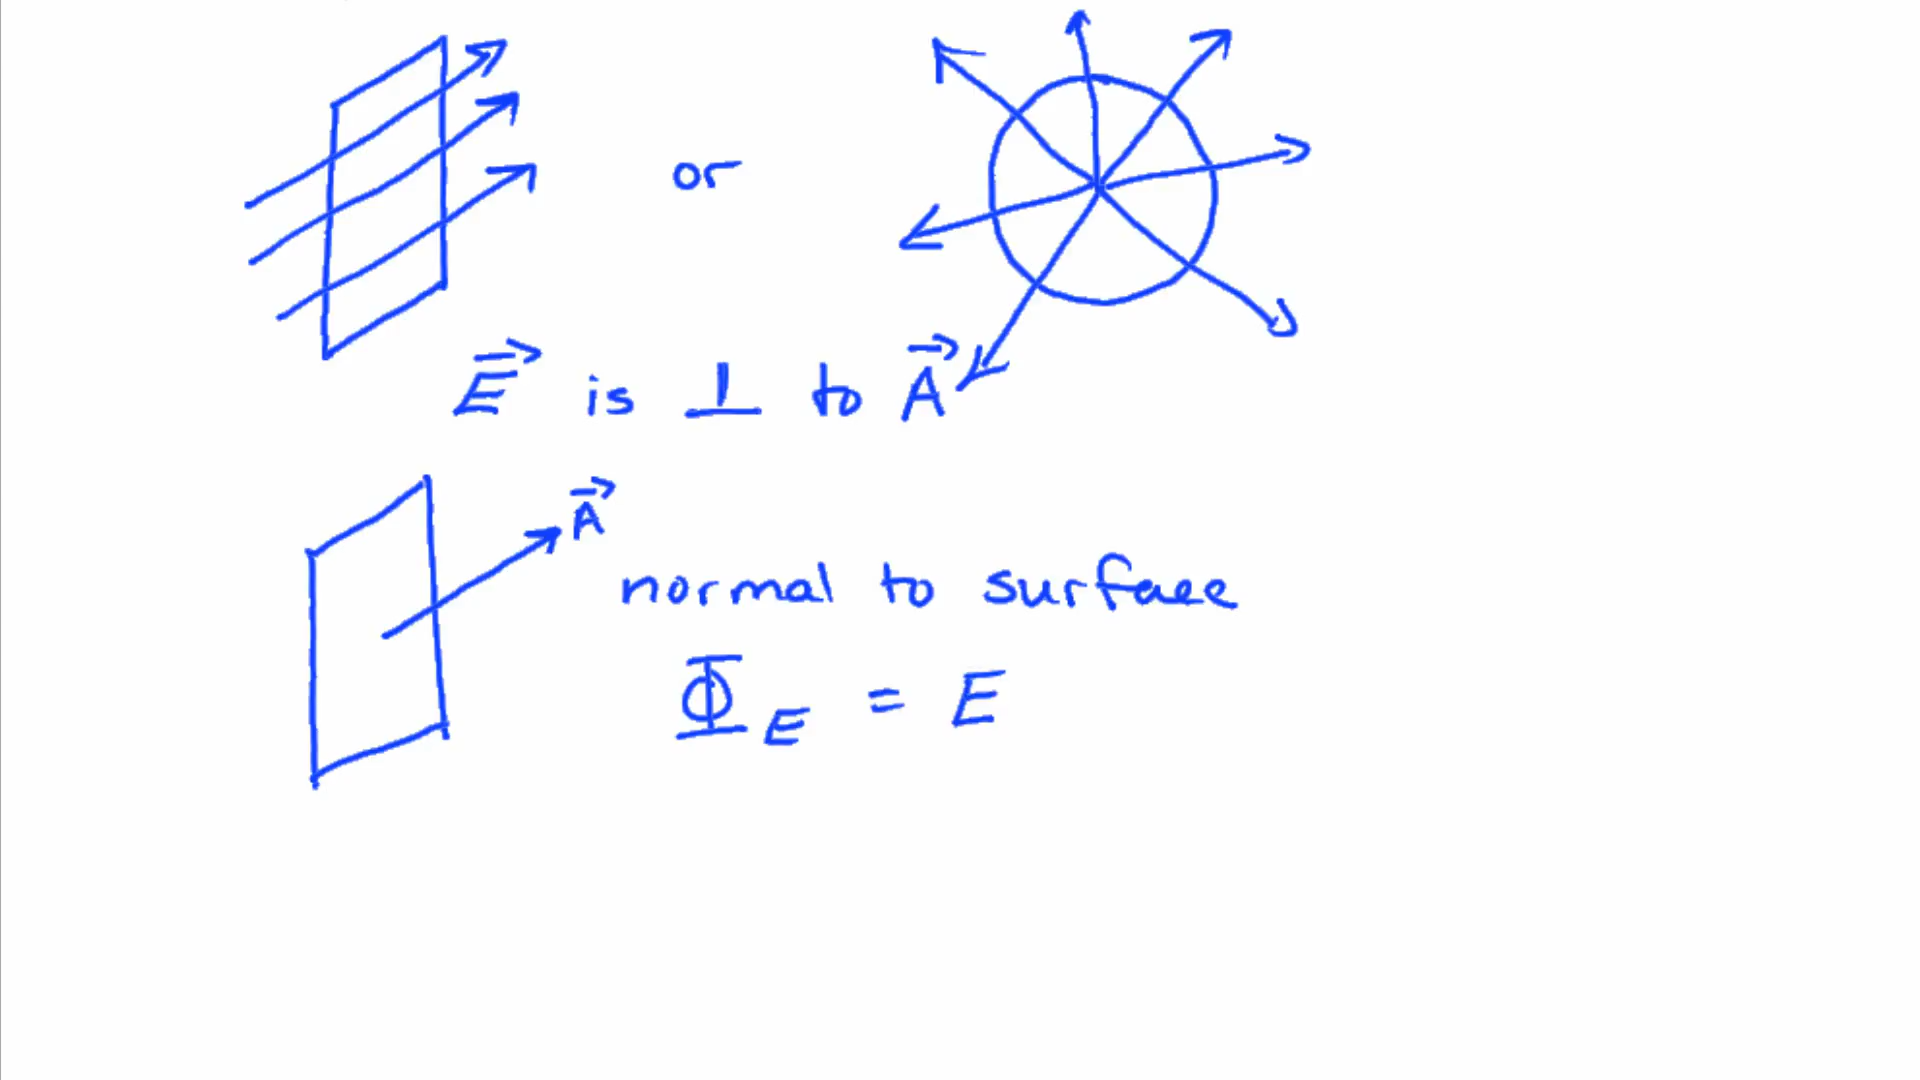 or
E⃗ is ⊥ to A⃗
A⃗
normal to surface
Φ_E = E